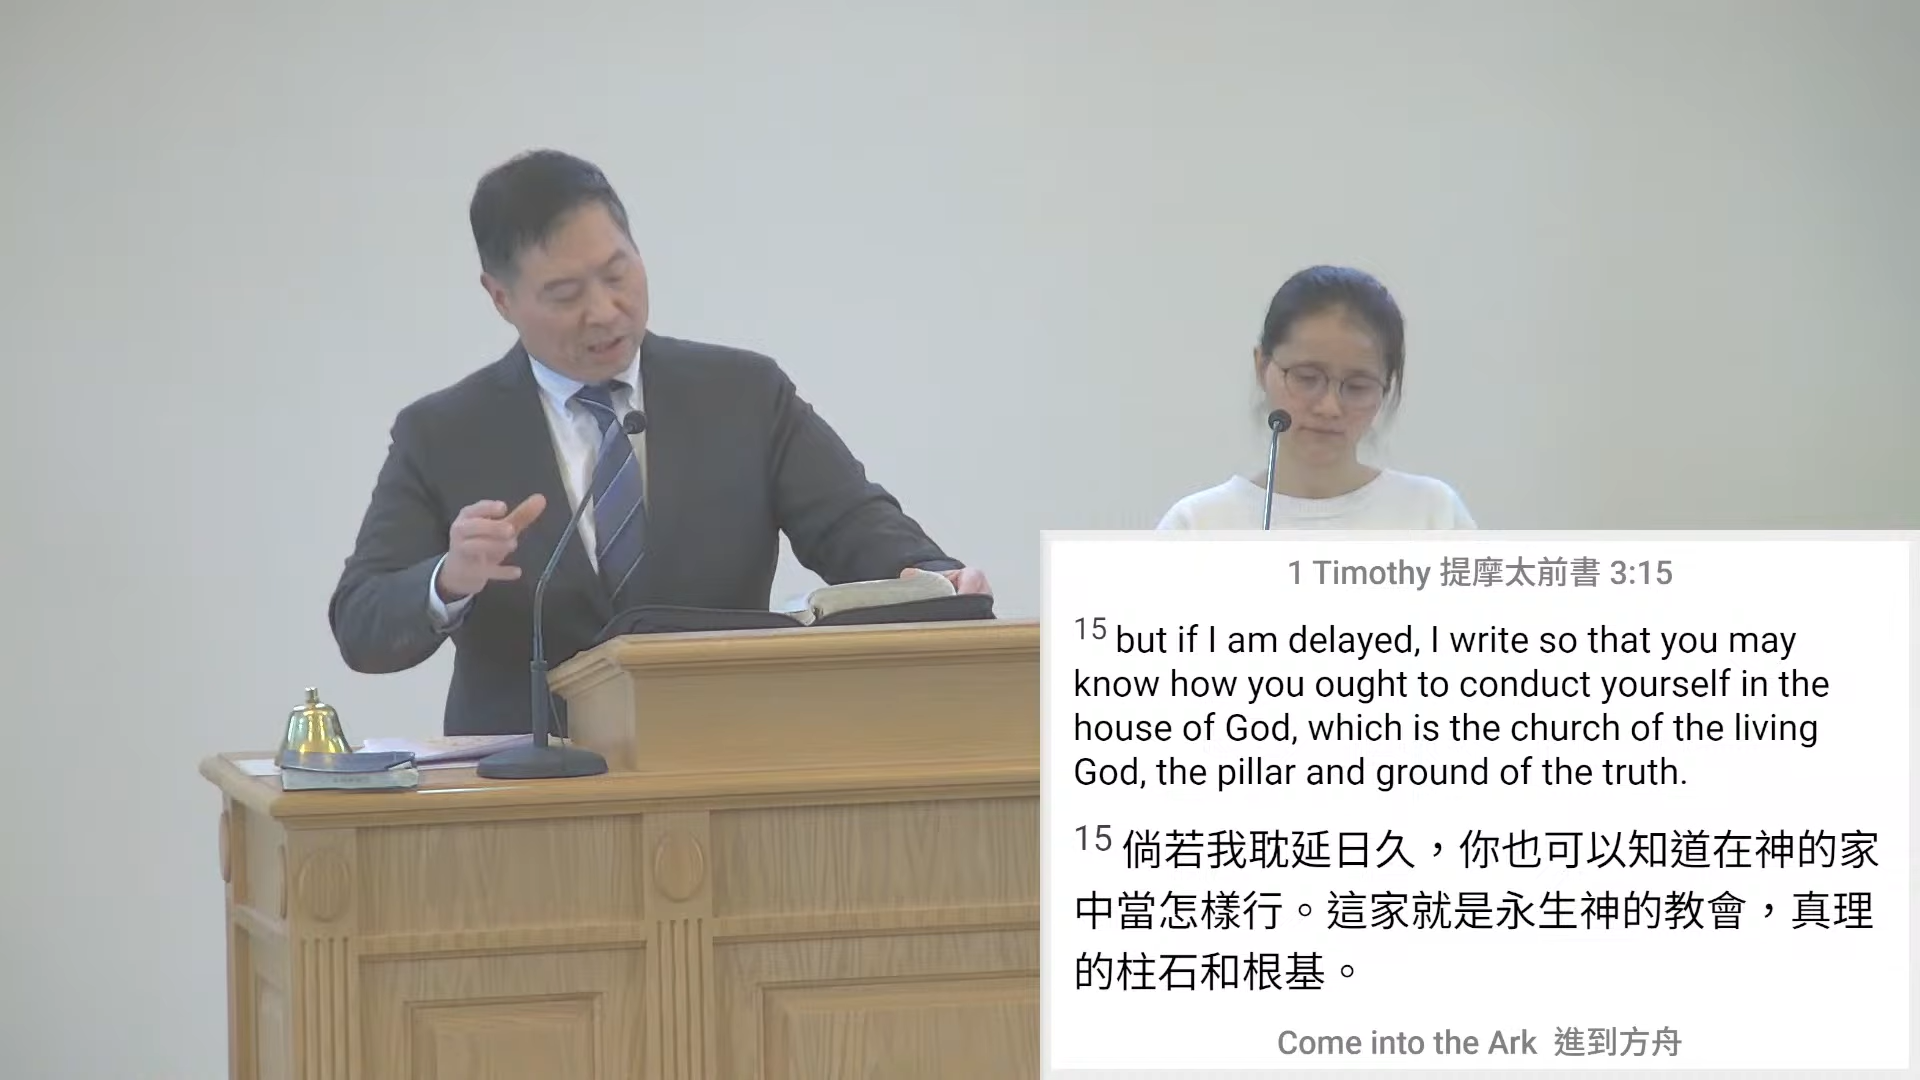 1 Timothy 提摩太前書 3:15
15 but if I am delayed, I write so that you may
know how you ought to conduct yourself in the
house of God, which is the church of the living
God, the pillar and ground of the truth.
15 倘若我耽延日久，你也可以知道在神的家
中當怎樣行。這家就是永生神的教會，真理
的柱石和根基。
Come into the Ark 進到方舟